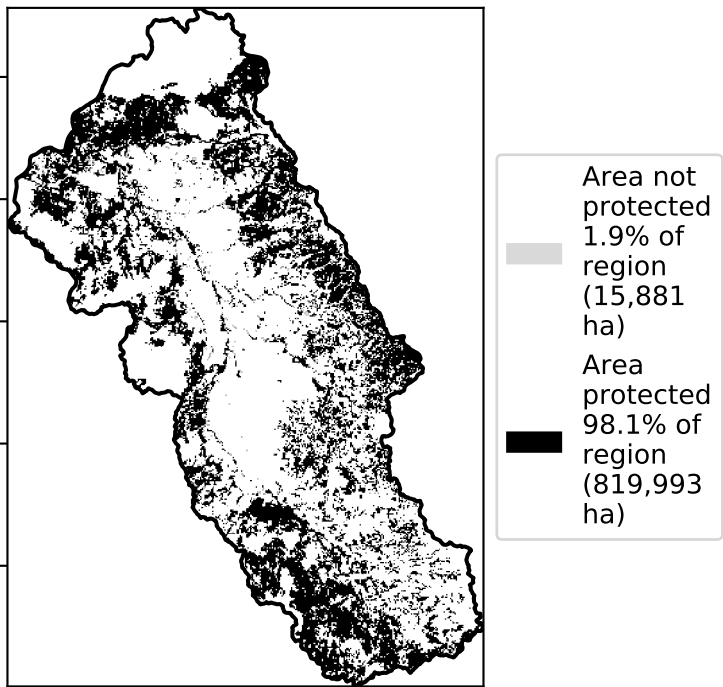 Area not
protected
1.9% of
region
(15,881
ha)
Area
protected
98.1% of
region
(819,993
ha)